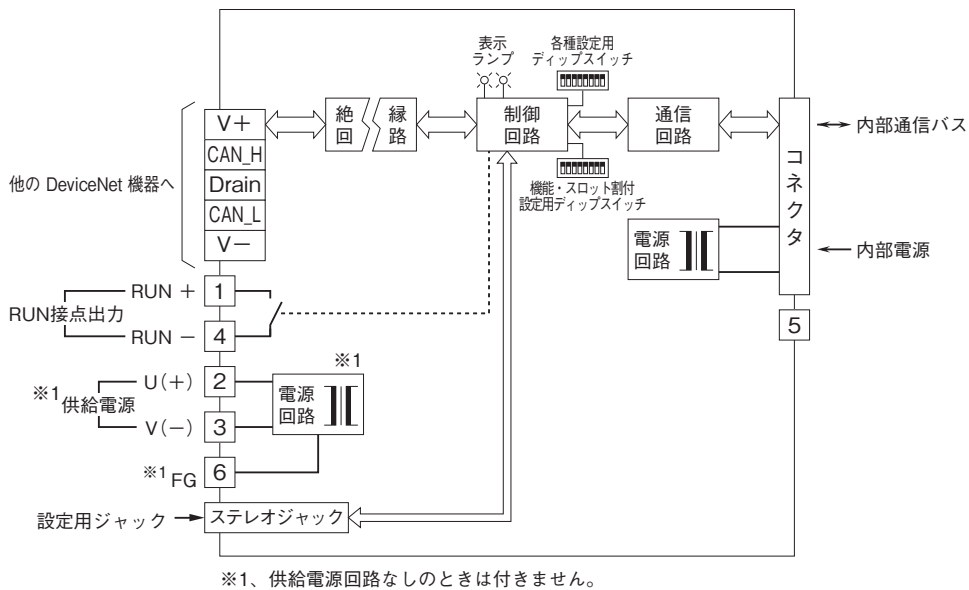 表示
ランプ
各種設定用
ディップスイッチ
他の DeviceNet 機器へ
V+
CAN_H
Drain
CAN_L
V−
絶
回
縁
路
制御
回路
通信
回路
コネクタ
内部通信バス
機能・スロット割付
設定用ディップスイッチ
電源
回路
内部電源
5
RUN接点出力
RUN +
1
RUN −
4
※1
供給電源
U(+)
2
V(−)
3
※1
電源
回路
※1 FG
6
設定用ジャック
ステレオジャック
※1、供給電源回路なしのときは付きません。